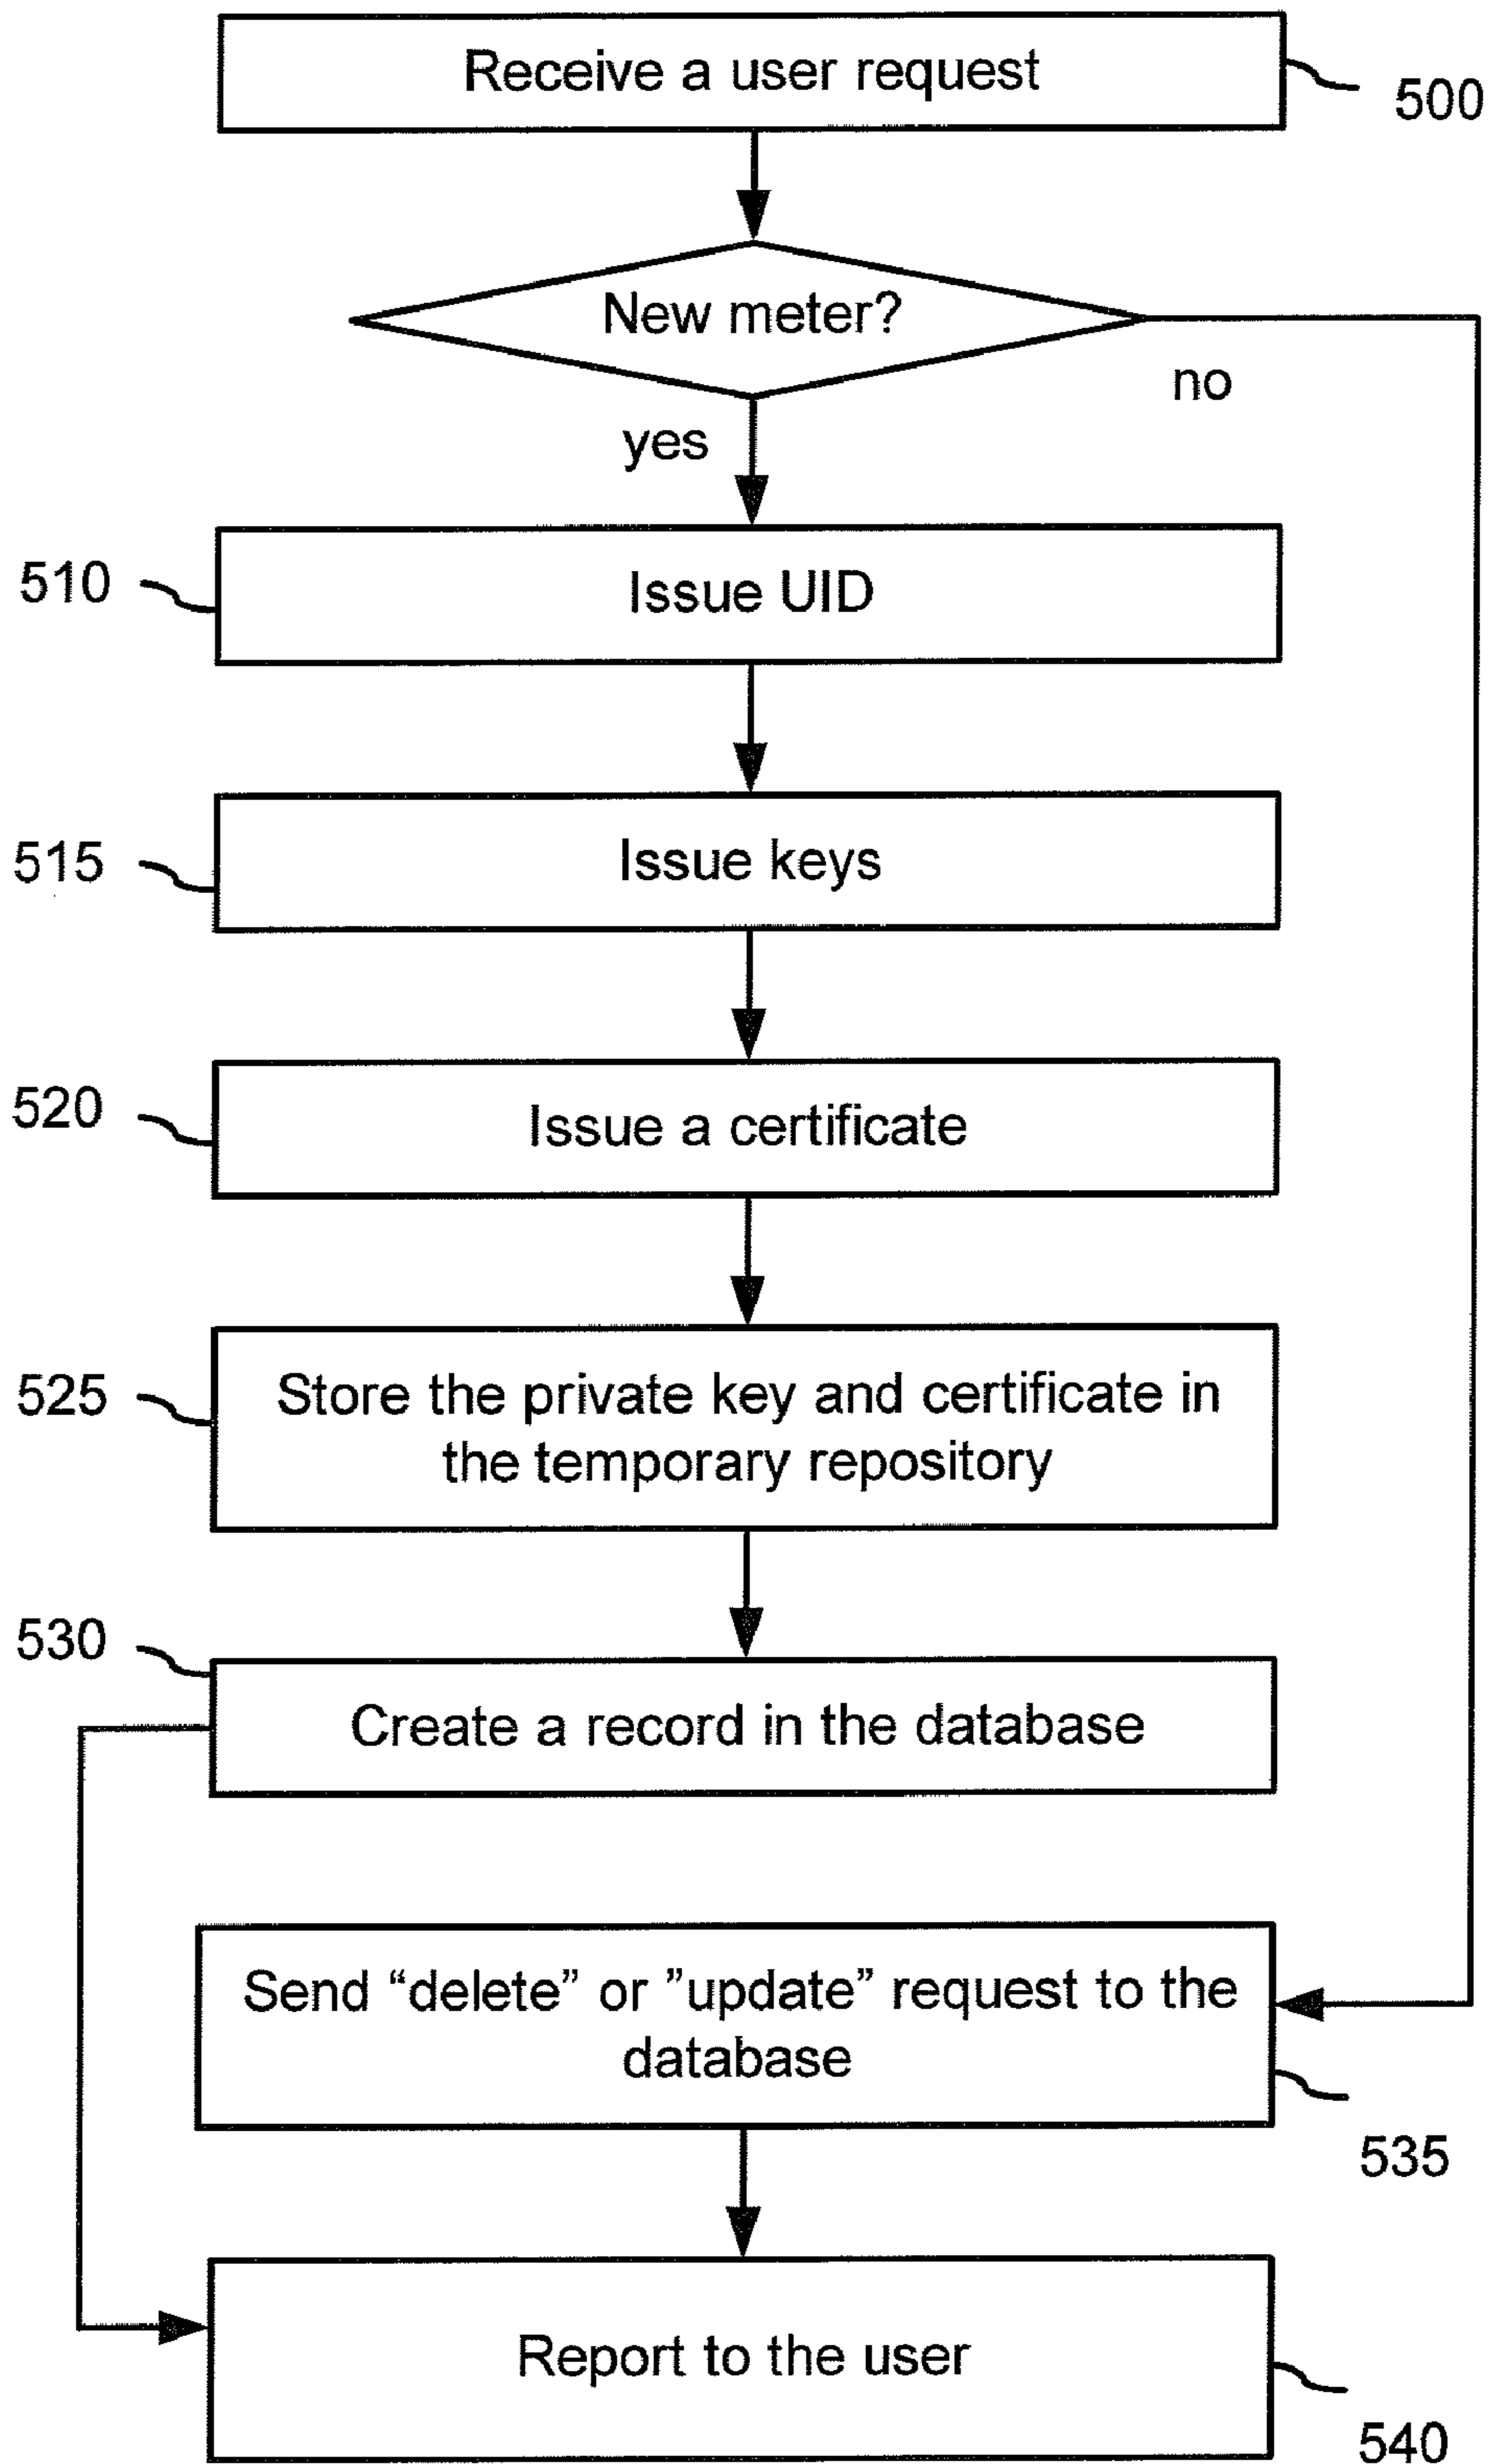 Receive a user request
500
New meter?
no
yes
510
Issue UID
515
Issue keys
520
Issue a certificate
525
Store the private key and certificate in
the temporary repository
530
Create a record in the database
Send “delete” or ”update” request to the
database
535
Report to the user
540